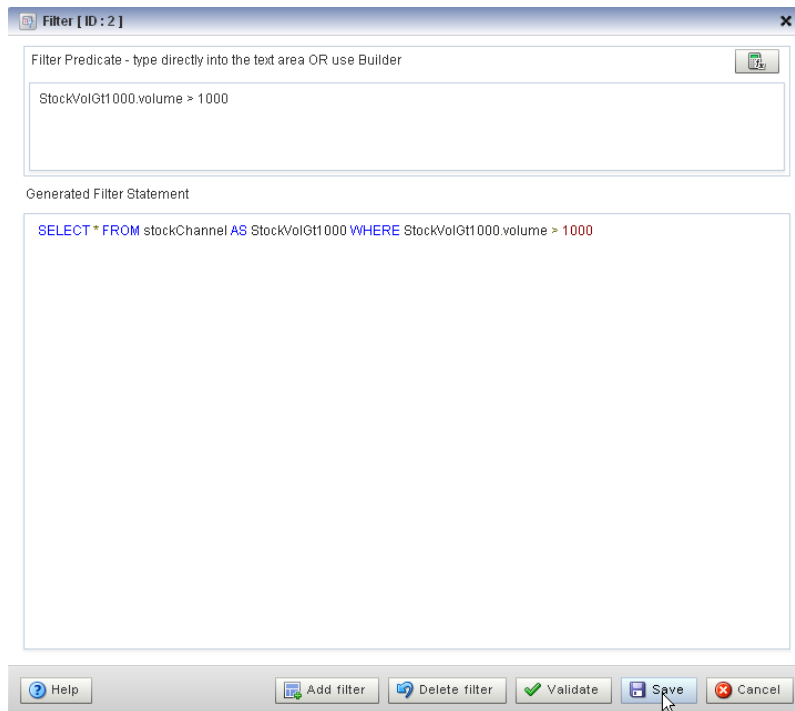 Filter [ ID : 2 ]
Filter Predicate - type directly into the text area OR use Builder
StockVolGt1000.volume > 1000
Generated Filter Statement
SELECT * FROM stockChannel AS StockVolGt1000 WHERE StockVolGt1000.volume > 1000
Help Add filter Delete filter Validate Save Cancel